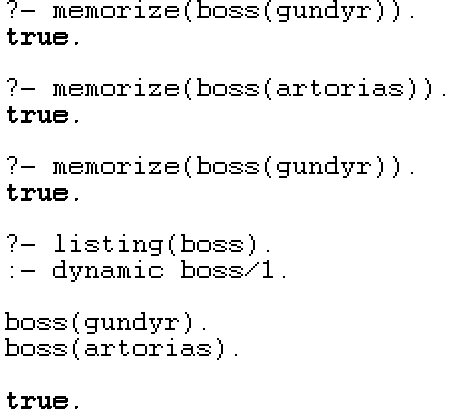 ?- memorize(boss(gundyr)).
true.
?- memorize(boss(artorias)).
true.
?- memorize(boss(gundyr)).
true.
?- listing(boss).
:- dynamic boss/1.
boss(gundyr).
boss(artorias).
true.